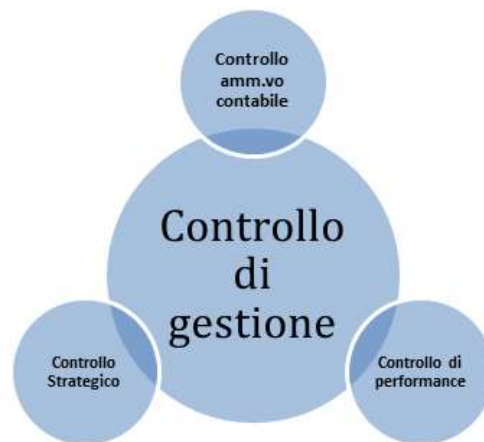 Controllo
amm.vo
contabile
Controllo
di
gestione
Controllo
Strategico
Controllo di
performance